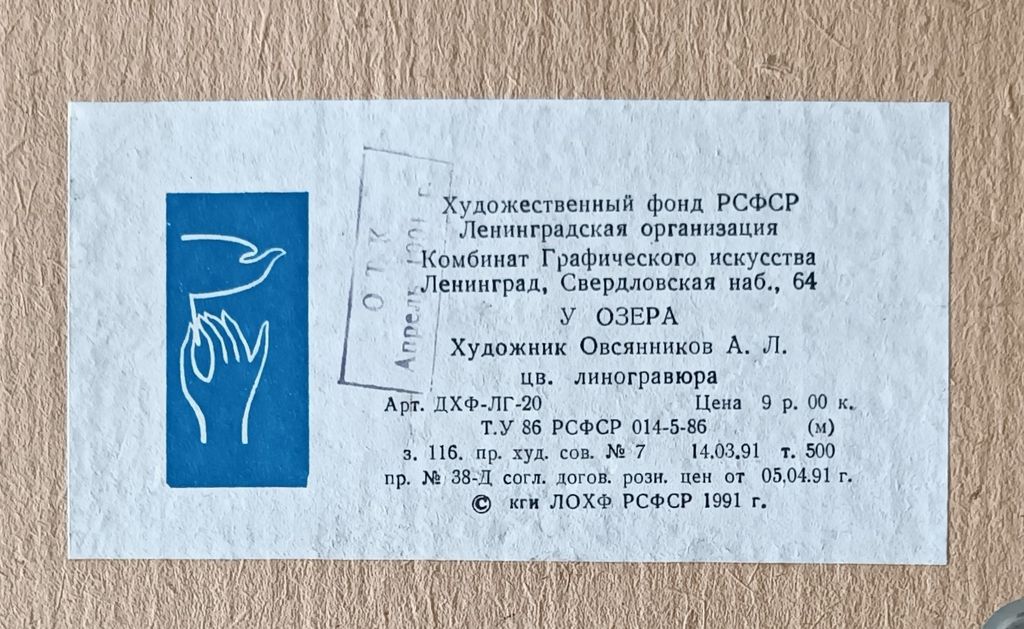 Художественный фонд РСФСР
Ленинградская организация
Комбинат Графического искусства
Ленинград, Свердловская наб., 64
У ОЗЕРА
Художник Овсянников А. Л.
цв. линогравюра
Арт. ДХФ-ЛГ-20 Цена 9 р. 00 к.
Т.У 86 РСФСР 014-5-86 (м)
з. 116. пр. худ. сов. № 7 14.03.91 т. 500
пр. № 38-Д согл. догов. розн. цен от 05.04.91 г.
© кги ЛОХФ РСФСР 1991 г.
ОТК
Апрель 1991 г.